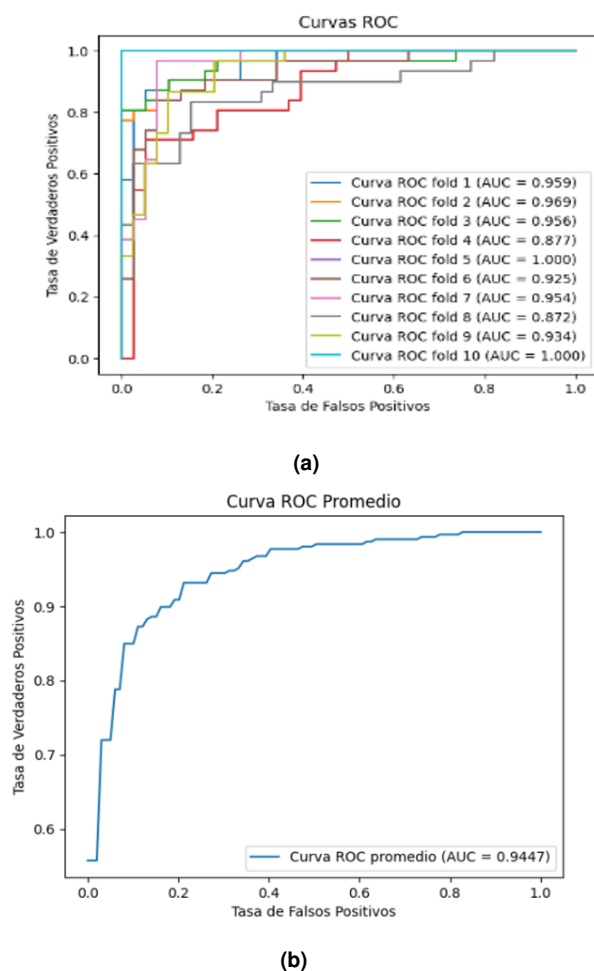 Curvas ROC
Tasa de Verdaderos Positivos
1.0
0.8
0.6
0.4
0.2
0.0
Curva ROC fold 1 (AUC = 0.959)
Curva ROC fold 2 (AUC = 0.969)
Curva ROC fold 3 (AUC = 0.956)
Curva ROC fold 4 (AUC = 0.877)
Curva ROC fold 5 (AUC = 1.000)
Curva ROC fold 6 (AUC = 0.925)
Curva ROC fold 7 (AUC = 0.954)
Curva ROC fold 8 (AUC = 0.872)
Curva ROC fold 9 (AUC = 0.934)
Curva ROC fold 10 (AUC = 1.000)
0.0 0.2 0.4 0.6 0.8 1.0
Tasa de Falsos Positivos
(a)
Curva ROC Promedio
Tasa de Verdaderos Positivos
1.0
0.9
0.8
0.7
0.6
Curva ROC promedio (AUC = 0.9447)
0.0 0.2 0.4 0.6 0.8 1.0
Tasa de Falsos Positivos
(b)